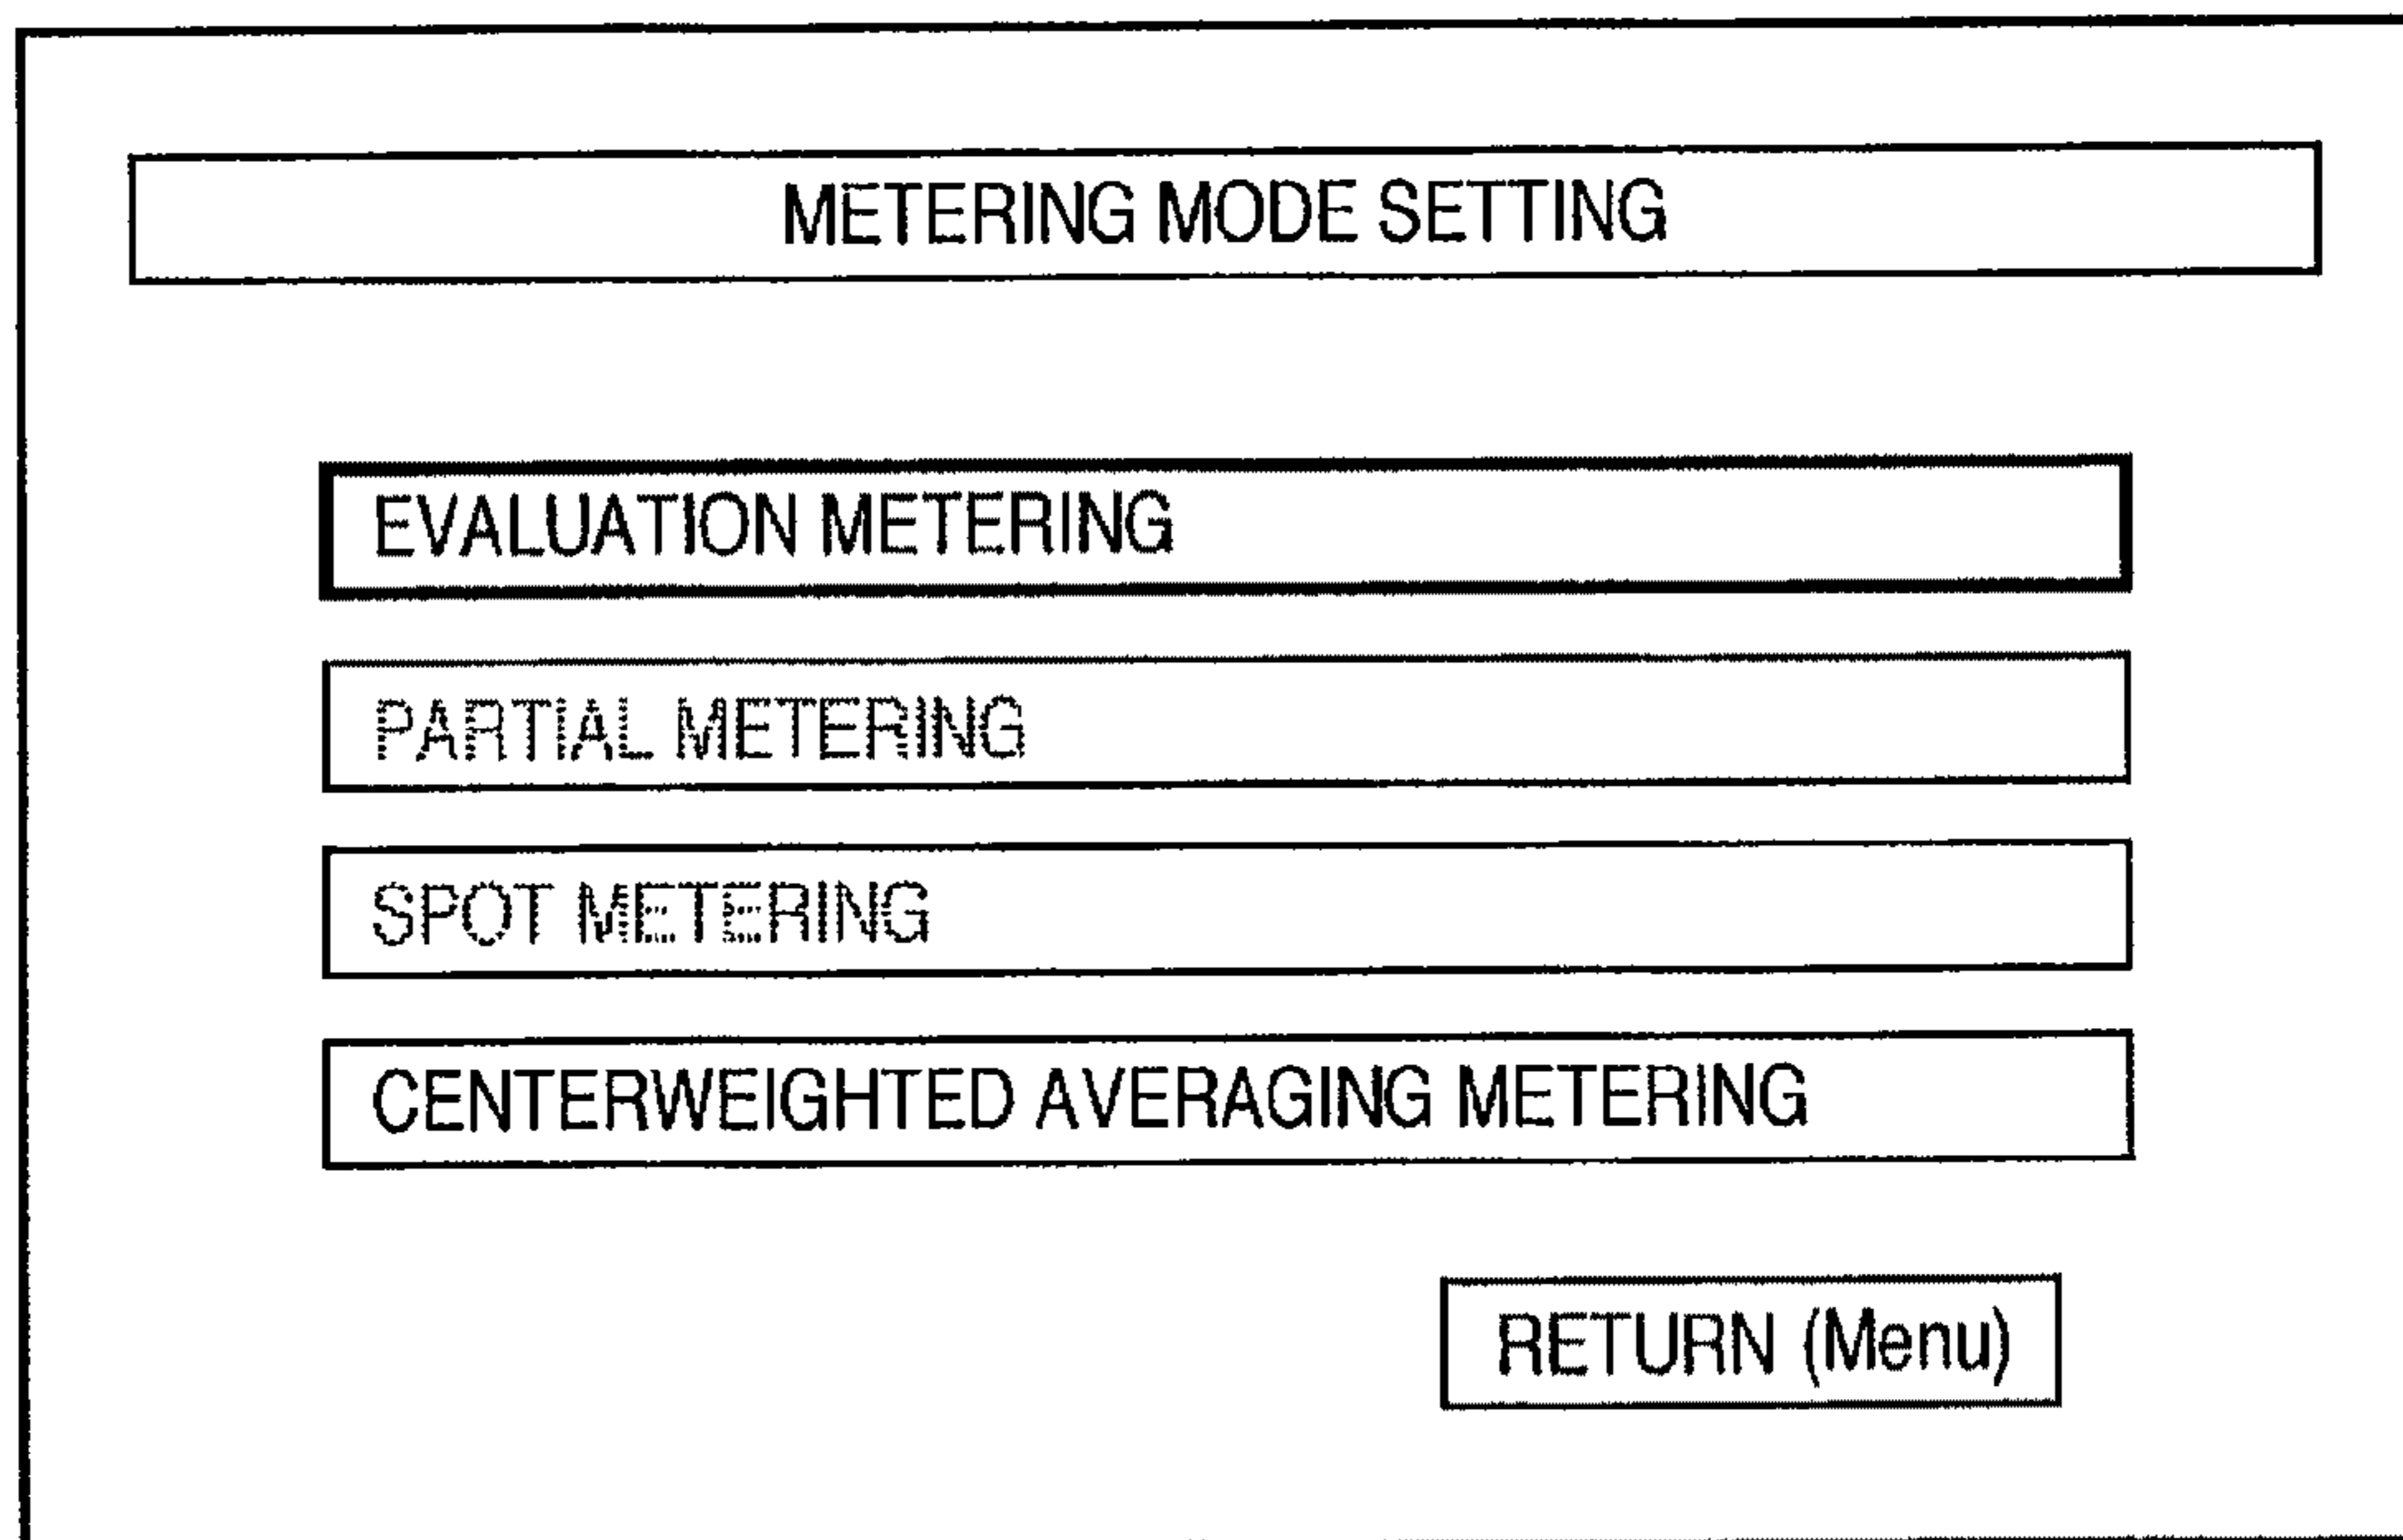 METERING MODE SETTING
EVALUATION METERING
PARTIAL METERING
SPOT METERING
CENTERWEIGHTED AVERAGING METERING
RETURN (Menu)